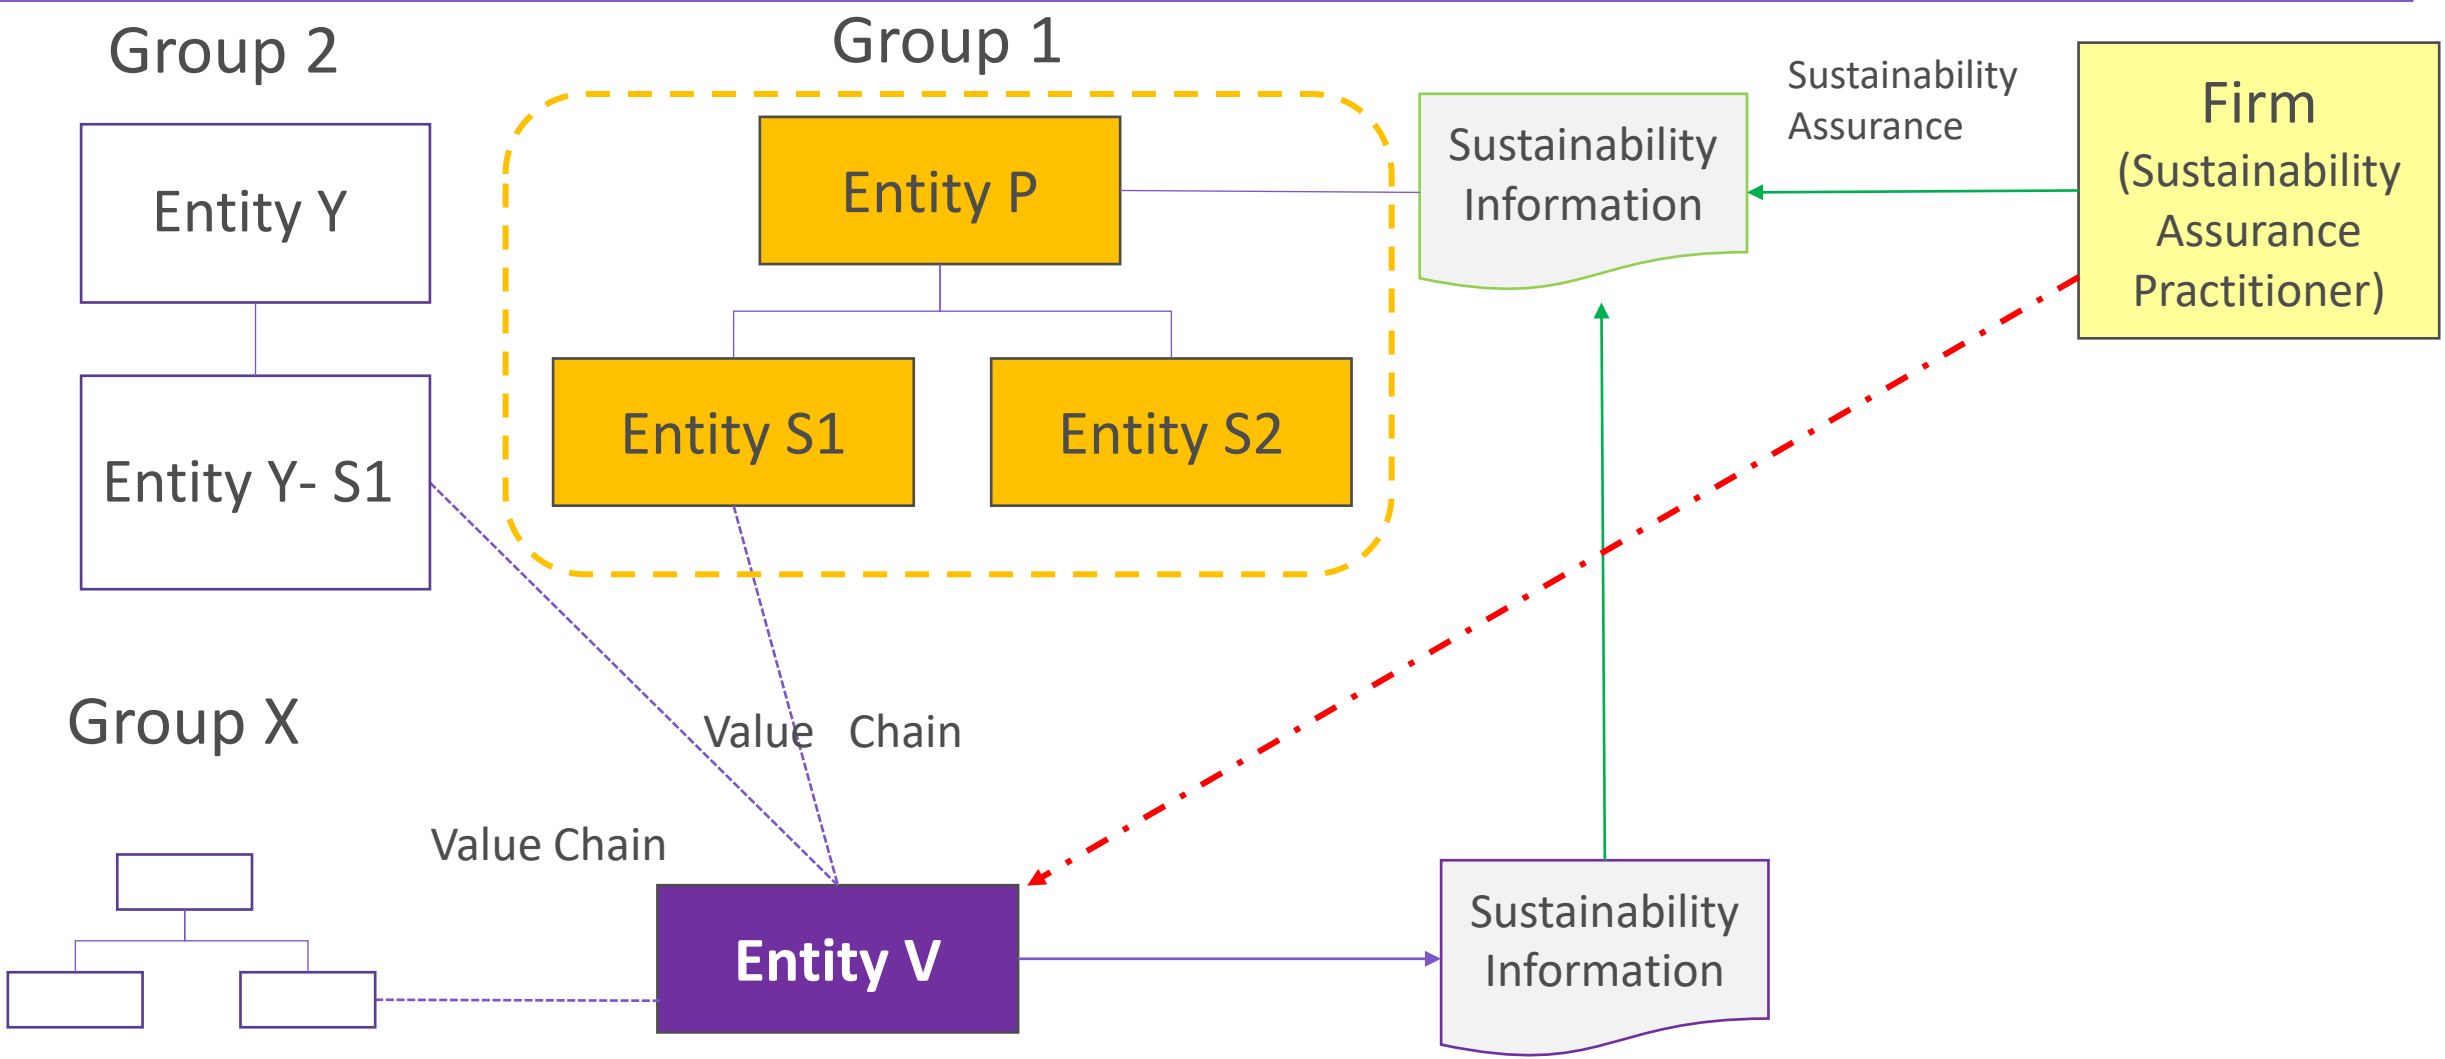 Group 2
Group 1
Sustainability
Assurance
Firm
(Sustainability
Assurance
Practitioner)
Sustainability
Information
Entity P
Entity Y
Entity S1
Entity S2
Entity Y- S1
Group X
Value Chain
Value Chain
Entity V
Sustainability
Information